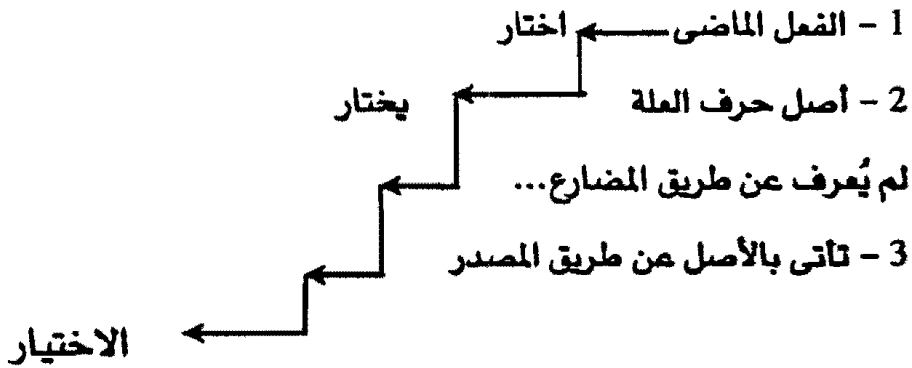 1 – الفعل الماضى اختار
2 – أصل حرف العلة يختار
لم يُعرف عن طريق المضارع...
3 – تأتى بالأصل عن طريق المصدر
الاختيار